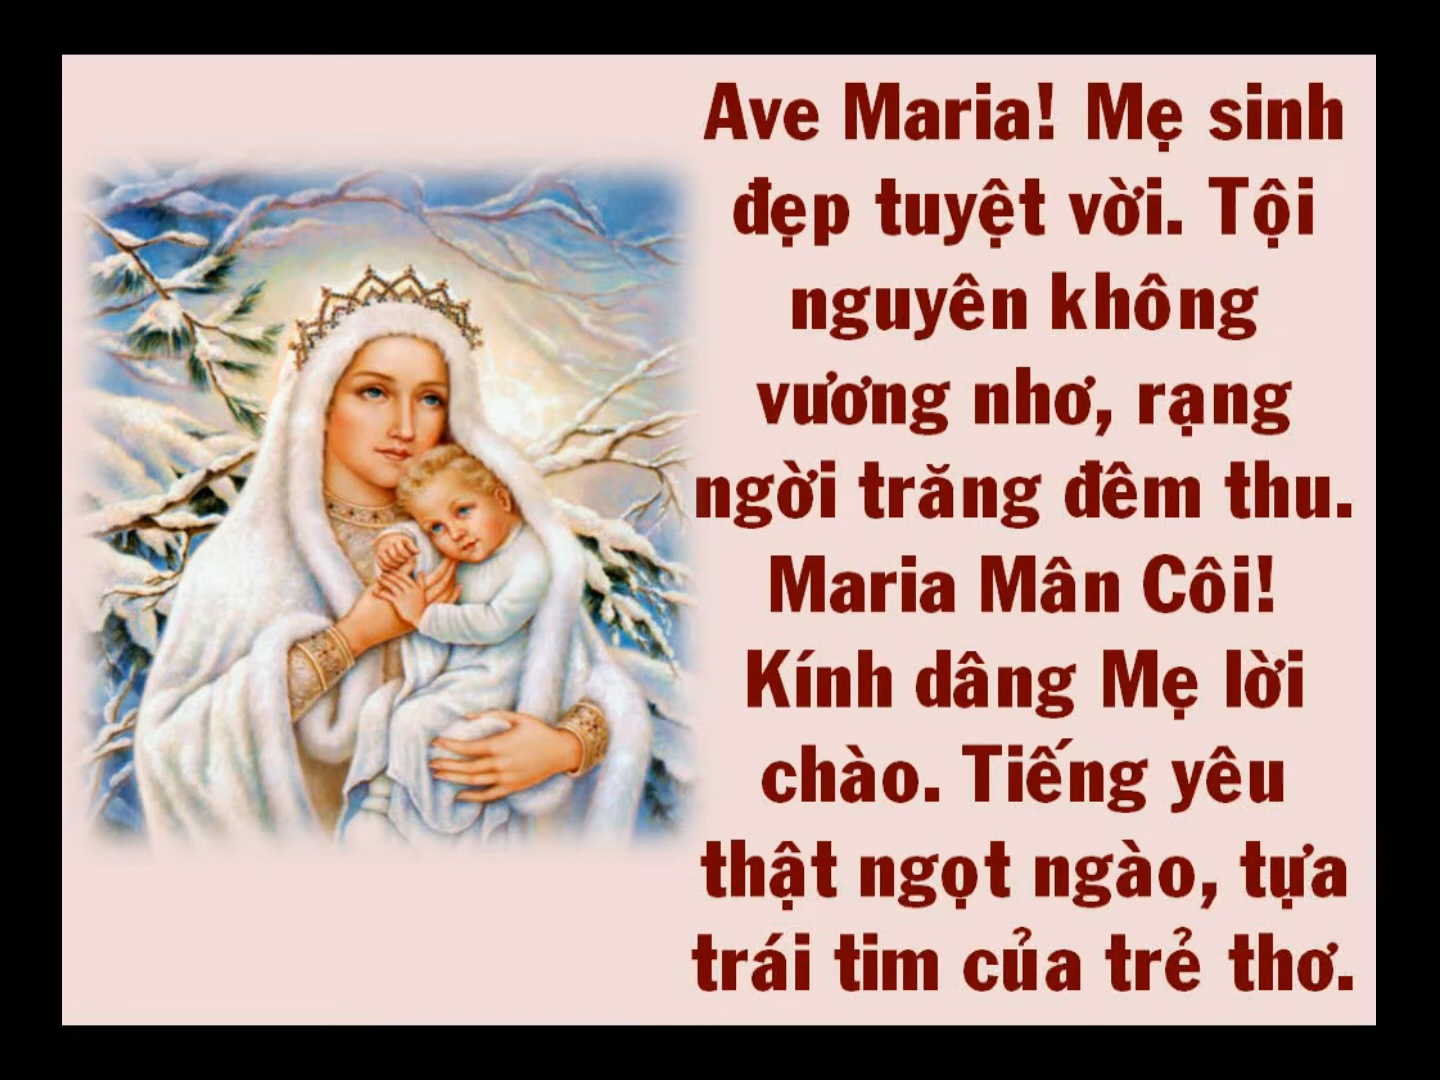 Ave Maria! Mẹ sinh
đẹp tuyệt vời. Tội
nguyên không
vương nhơ, rạng
ngời trăng đêm thu.
Maria Mân Côi!
Kính dâng Mẹ lời
chào. Tiếng yêu
thật ngọt ngào, tựa
trái tim của trẻ thơ.